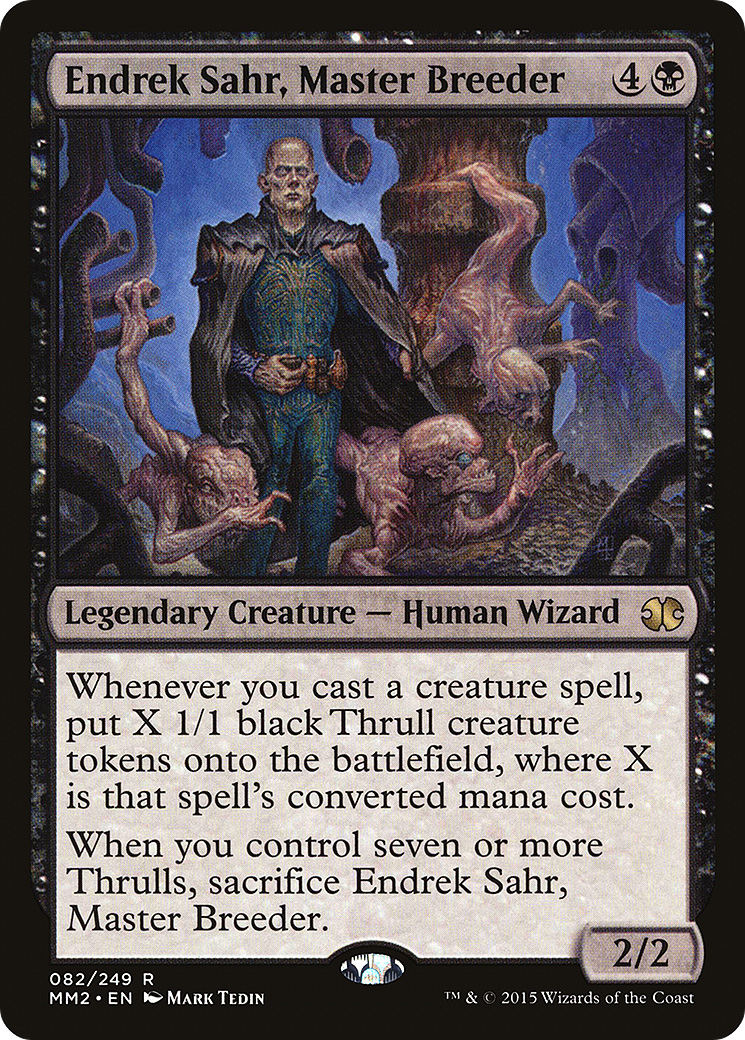 Endrek Sahr, Master Breeder 4
Legendary Creature — Human Wizard
Whenever you cast a creature spell,
put X 1/1 black Thrull creature
tokens onto the battlefield, where X
is that spell's converted mana cost.
When you control seven or more
Thrulls, sacrifice Endrek Sahr,
Master Breeder.
2/2
082/249 R
MM2 • EN Mark Tedin
™ & © 2015 Wizards of the Coast